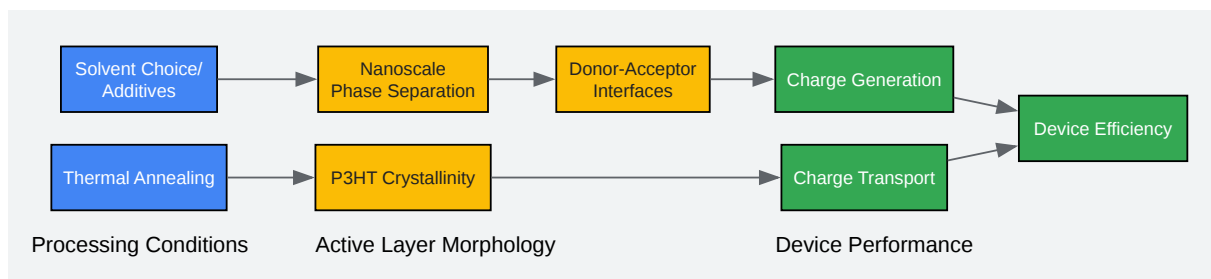 Solvent Choice/
Additives
Nanoscale
Phase Separation
Donor-Acceptor
Interfaces
Charge Generation
Device Efficiency
Thermal Annealing
P3HT Crystallinity
Charge Transport
Processing Conditions
Active Layer Morphology
Device Performance